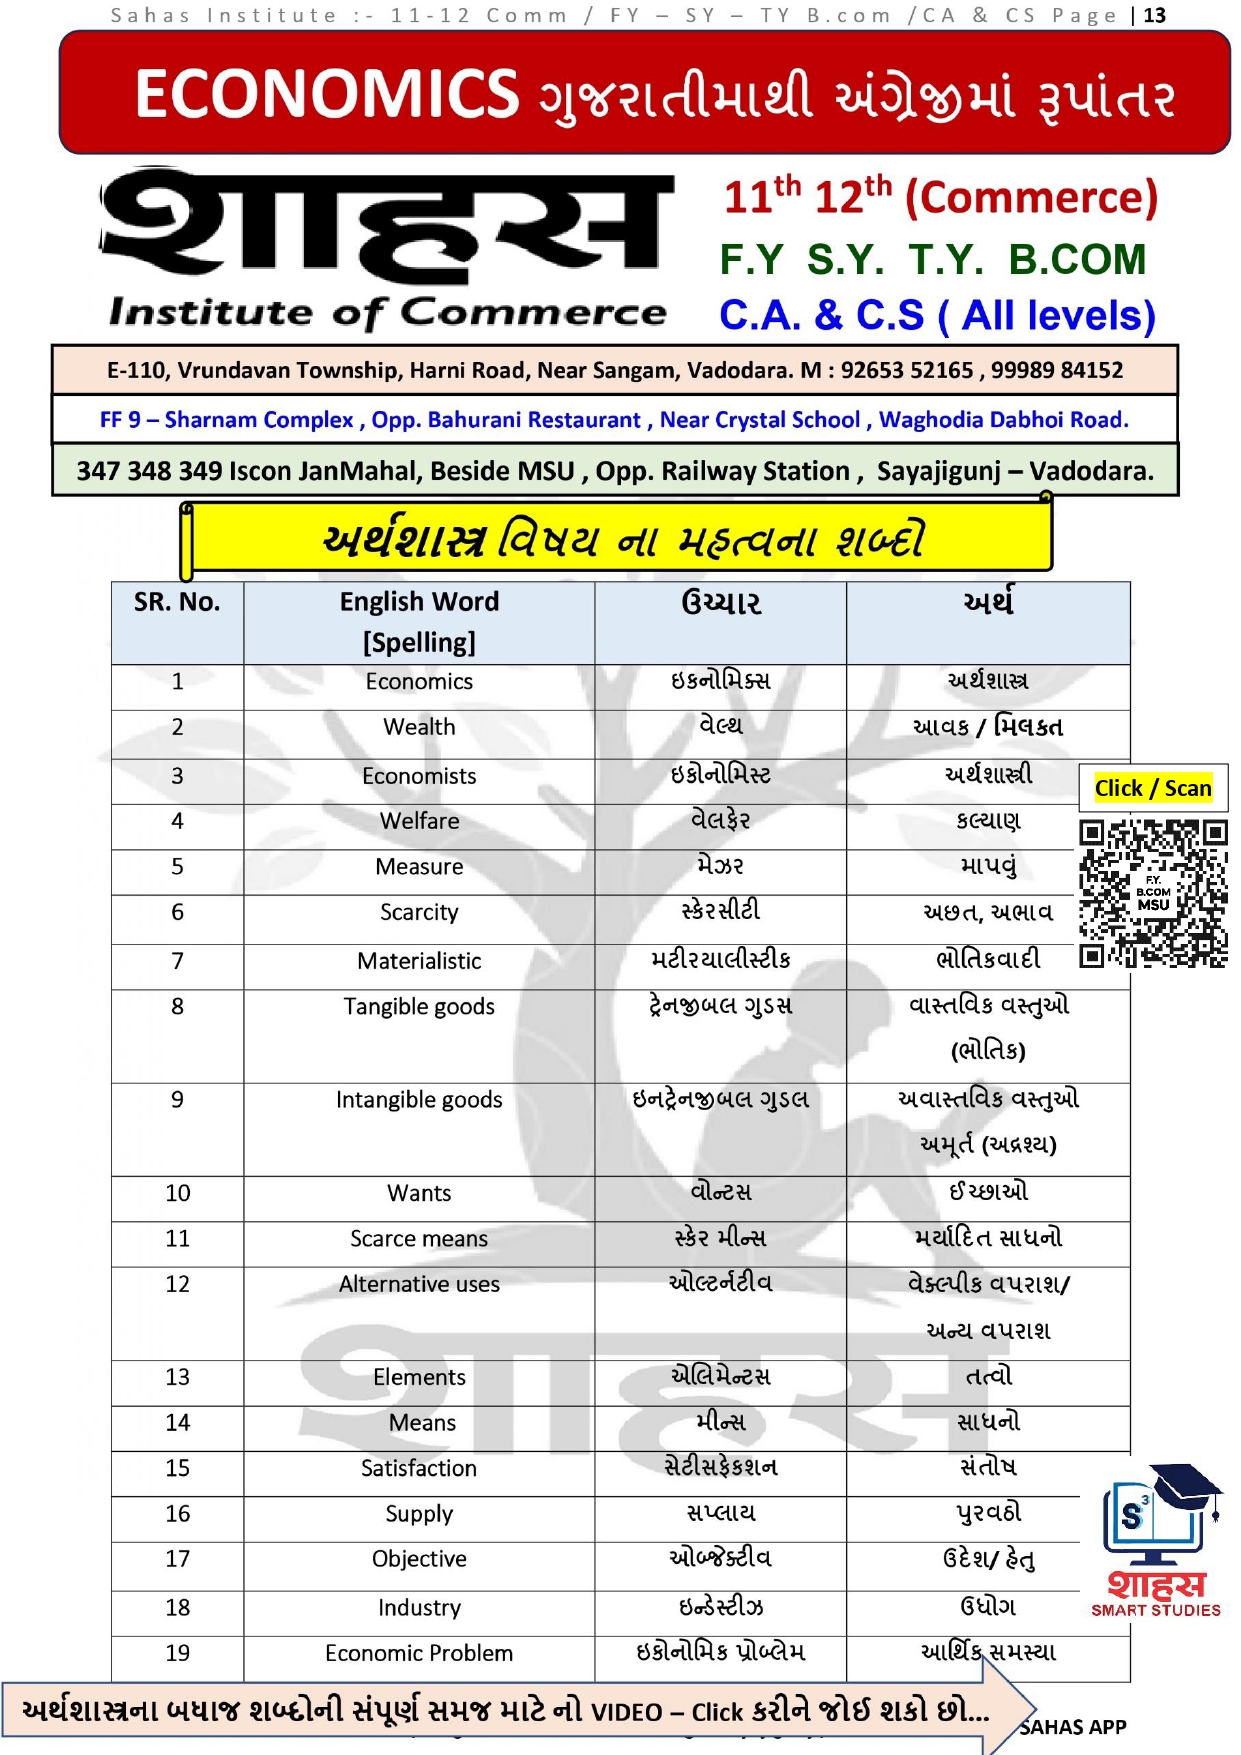 Sahas Institute :- 11-12 Comm / FY – SY – TY B.com /CA & CS Page | 13
ECONOMICS ગુજરાતીમાથી અંગ્રેજીમાં રૂપાંતર
शाहस
Institute of Commerce
11th 12th (Commerce)
F.Y S.Y. T.Y. B.COM
C.A. & C.S ( All levels)
E-110, Vrundavan Township, Harni Road, Near Sangam, Vadodara. M : 92653 52165 , 99989 84152
FF 9 – Sharnam Complex , Opp. Bahurani Restaurant , Near Crystal School , Waghodia Dabhoi Road.
347 348 349 Iscon JanMahal, Beside MSU , Opp. Railway Station , Sayajigunj – Vadodara.
અર્થશાસ્ત્ર વિષય ના મહત્વના શબ્દો
SR. No. English Word ઉચ્ચાર અર્થ
[Spelling]
1 Economics ઇકનોમિક્સ અર્થશાસ્ત્ર
2 Wealth વેલ્થ આવક / મિલકત
3 Economists ઇકોનોમિસ્ટ અર્થશાસ્ત્રી
Click / Scan
4 Welfare વેલફેર કલ્યાણ
5 Measure મેઝર માપવું
F.Y.
B.COM
MSU
6 Scarcity સ્કેરસીટી અછત, અભાવ
7 Materialistic મટીરયાલીસ્ટીક ભોતિકવાદી
8 Tangible goods ટ્રેનજીબલ ગુડસ વાસ્તવિક વસ્તુઓ
(ભોતિક)
9 Intangible goods ઇનટ્રેનજીબલ ગુડલ અવાસ્તવિક વસ્તુઓ
અમૂર્ત (અદ્રશ્ય)
10 Wants વોન્ટસ ઈચ્છાઓ
11 Scarce means સ્કેર મીન્સ મર્યાદિત સાધનો
12 Alternative uses ઓલ્ટર્નટીવ વેક્લ્પીક વપરાશ/
અન્ય વપરાશ
13 Elements એલિમેન્ટસ તત્વો
14 Means મીન્સ સાધનો
15 Satisfaction સેટીસફેકશન સંતોષ
16 Supply સપ્લાય પુરવઠો
17 Objective ઓબ્જેક્ટીવ ઉદેશ/ હેતુ
18 Industry ઇન્ડેસ્ટીઝ ઉધોગ
19 Economic Problem ઇકોનોમિક પ્રોબ્લેમ આર્થિક સમસ્યા
S3
शाहस
SMART STUDIES
शाहस
અર્થશાસ્ત્રના બધાજ શબ્દોની સંપૂર્ણ સમજ માટે નો VIDEO – Click કરીને જોઈ શકો છો...
SAHAS APP